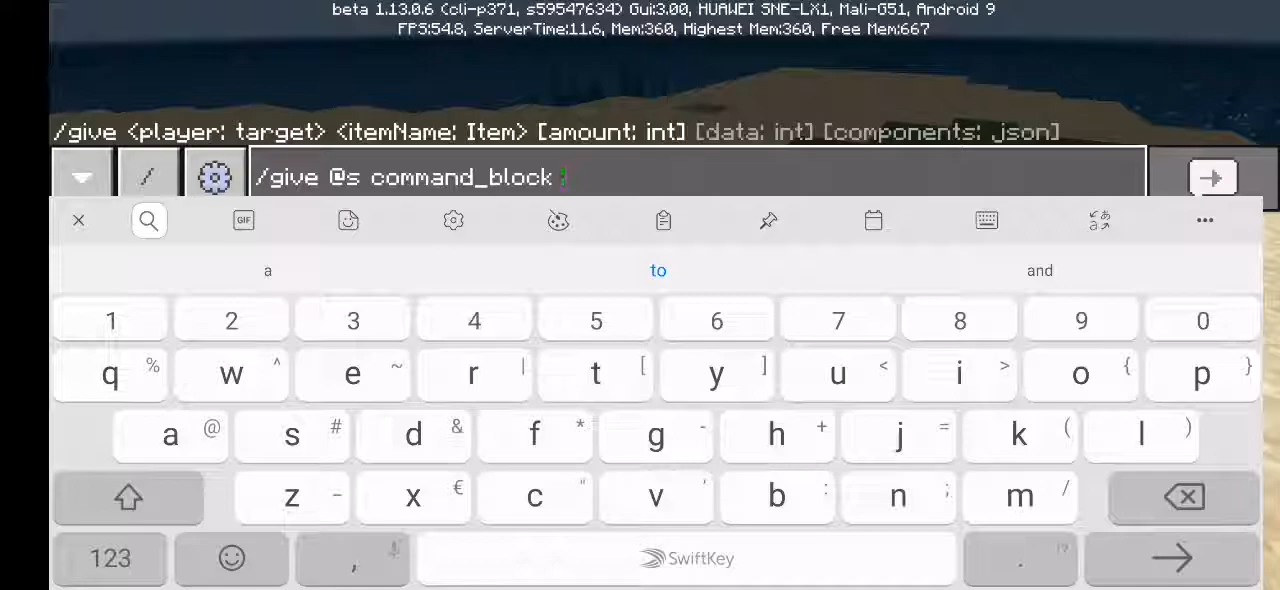 beta 1.13.0.6 (cli-p371, s59547634) Gui:3.00, HUAWEI SNE-LX1, Mali-G51, Android 9
FPS:54.8, ServerTime:11.6, Mem:360, Highest Mem:360, Free Mem:667
/give <player: target> <itemName: Item> [amount: int] [data: int] [components: .json]
/ /give @s command_block
GIF
a to and
1 2 3 4 5 6 7 8 9 0
q % w ^ e ~ r | t [ y ] u < i > o { p }
a @ s # d & f * g - h + j = k ( l )
z _ x € c " v ' b : n ; m /
123 , SwiftKey . !?